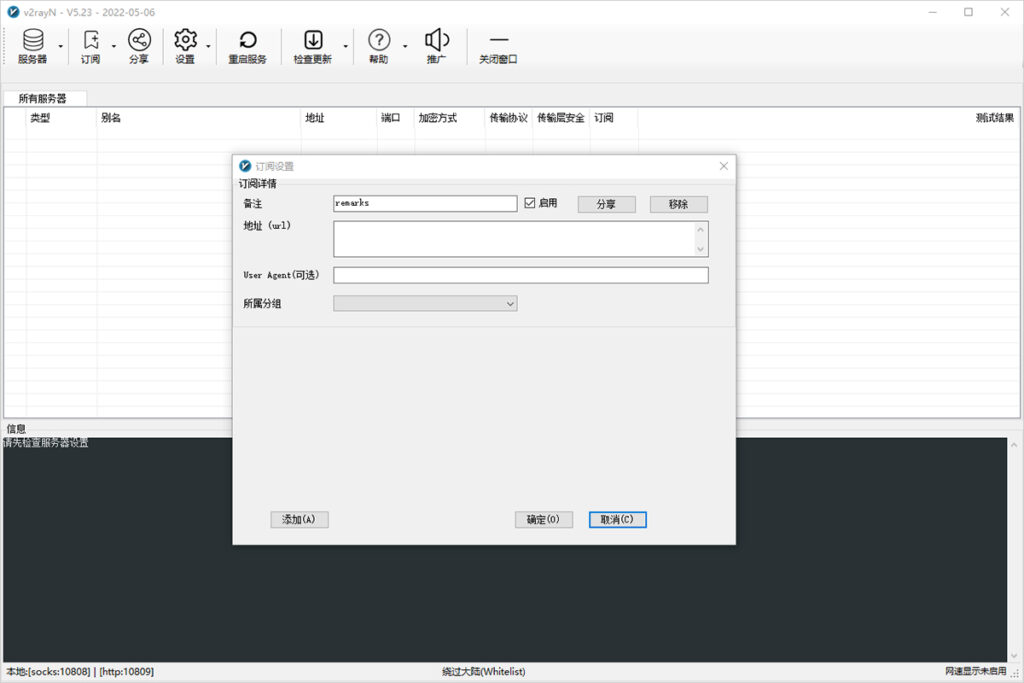 v2rayN - V5.23 - 2022-05-06
服务器 订阅 分享 设置 重启服务 检查更新 帮助 推广 关闭窗口
所有服务器
类型 别名 地址 端口 加密方式 传输协议 传输层安全 订阅 测试结果
订阅设置
订阅详情
备注 remarks 启用 分享 移除
地址 (url)
User Agent(可选)
所属分组
添加(A) 确定(O) 取消(C)
信息
请先检查服务器设置
本地:[socks:10808] | [http:10809] 绕过大陆(Whitelist) 网速显示未启用